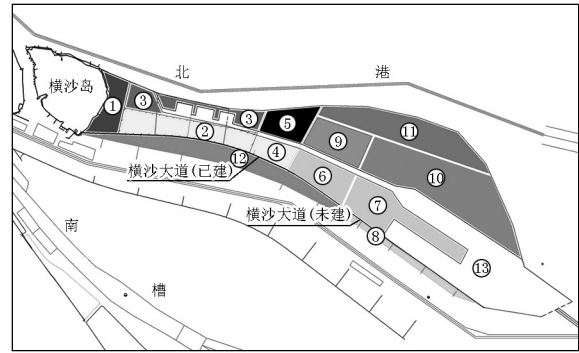 北 港
横沙岛
① ③ ③ ⑤ ⑪
② ⑨
④
⑫ ⑩
横沙大道(已建)
⑥
⑦
横沙大道(未建)
南 ⑧
⑬
槽